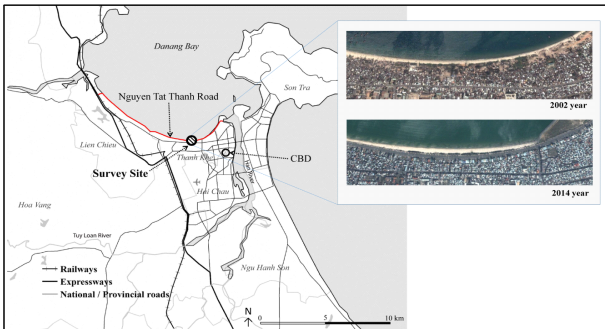 Danang Bay
Son Tra
Nguyen Tat Thanh Road
Lien Chieu
Thanh Khe
CBD
Survey Site
Hai Chau
Hoa Vang
Tuy Loan River
Ngu Hanh Son
Railways
Expressways
National / Provincial roads
N
0 5 10 km
2002 year
2014 year